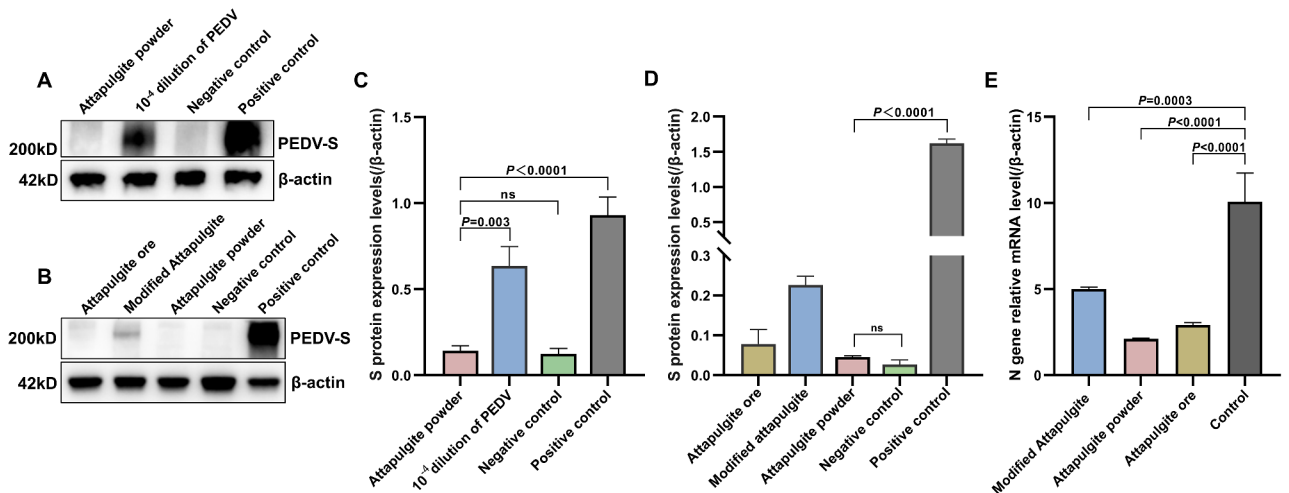 A
Attapulgite powder
10⁻⁴ dilution of PEDV
Negative control
Positive control
200kD
PEDV-S
42kD
β-actin
B
Attapulgite ore
Modified Attapulgite
Attapulgite powder
Negative control
Positive control
200kD
PEDV-S
42kD
β-actin
C
S protein expression levels(/β-actin)
1.5
1.0
0.5
0.0
P<0.0001
ns
P=0.003
Attapulgite powder
10⁻⁴ dilution of PEDV
Negative control
Positive control
D
S protein expression levels(/β-actin)
2.0
1.5
1.0
0.5
0.3
0.2
0.1
0.0
P<0.0001
ns
Attapulgite ore
Modified attapulgite
Attapulgite powder
Negative control
Positive control
E
N gene relative mRNA level(/β-actin)
15
10
5
0
P=0.0003
P<0.0001
P<0.0001
Modified Attapulgite
Attapulgite powder
Attapulgite ore
Control